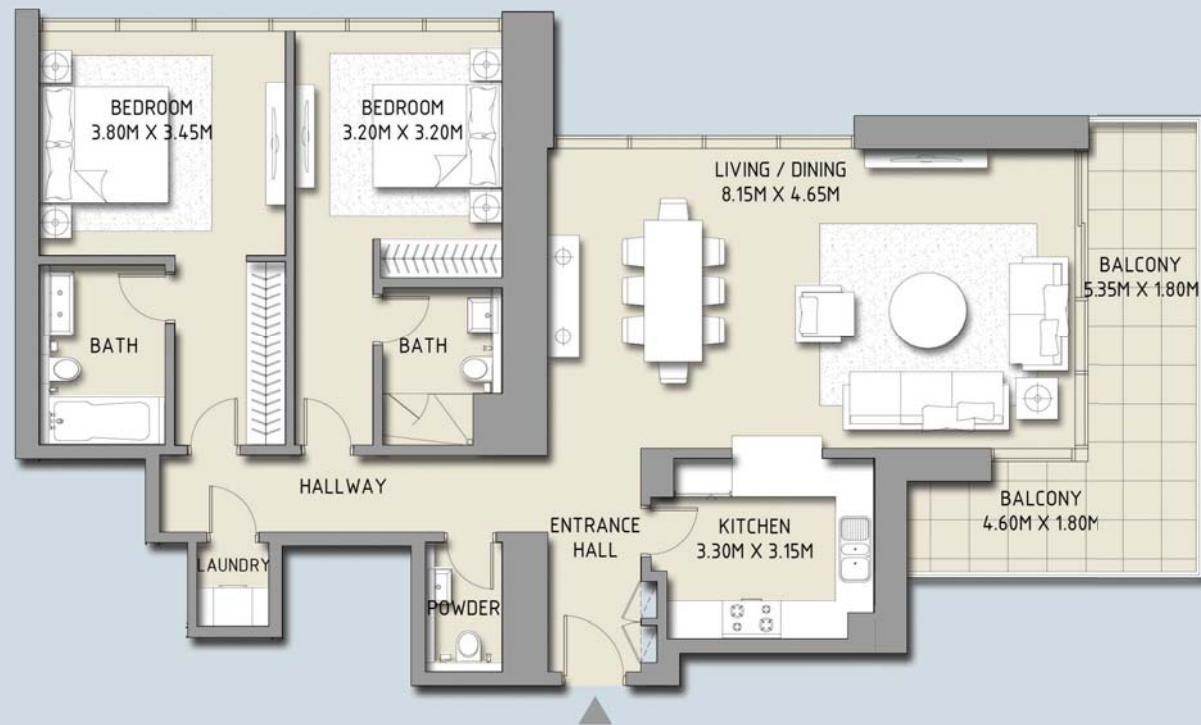 BEDROOM
3.80M X 3.45M
BEDROOM
3.20M X 3.20M
LIVING / DINING
8.15M X 4.65M
BALCONY
5.35M X 1.80M
BATH
BATH
HALLWAY
ENTRANCE
HALL
KITCHEN
3.30M X 3.15M
BALCONY
4.60M X 1.80M
LAUNDRY
POWDER